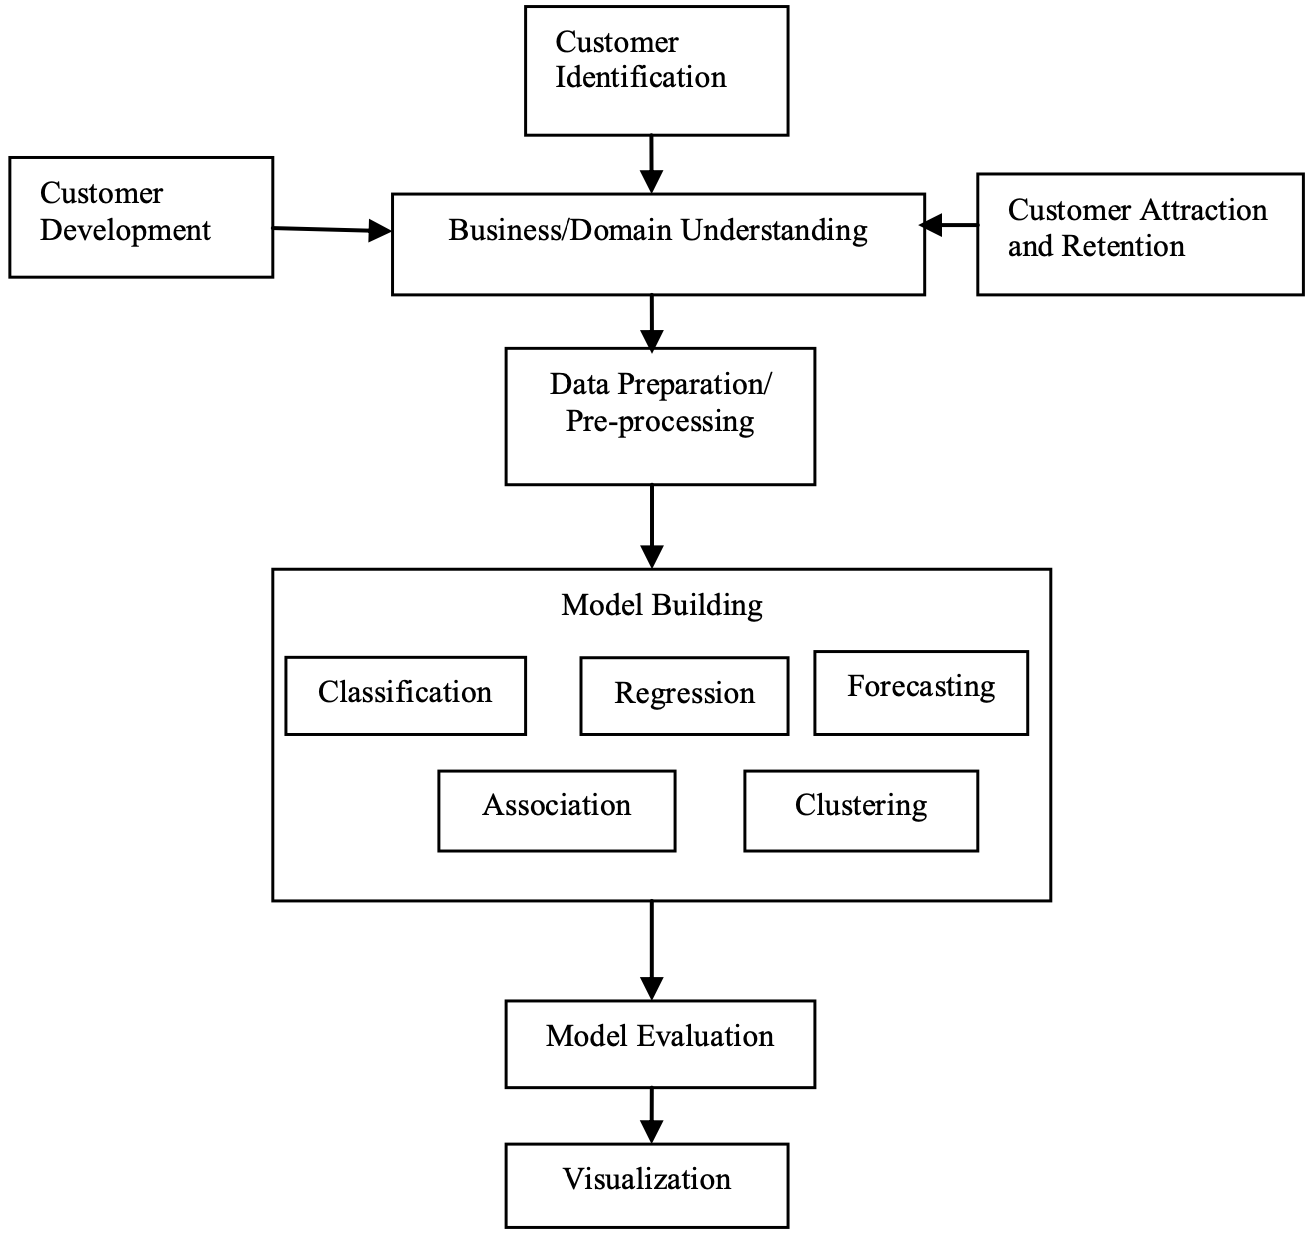 Customer
Identification
Customer
Development
Business/Domain Understanding
Customer Attraction
and Retention
Data Preparation/
Pre-processing
Model Building
Classification
Regression
Forecasting
Association
Clustering
Model Evaluation
Visualization